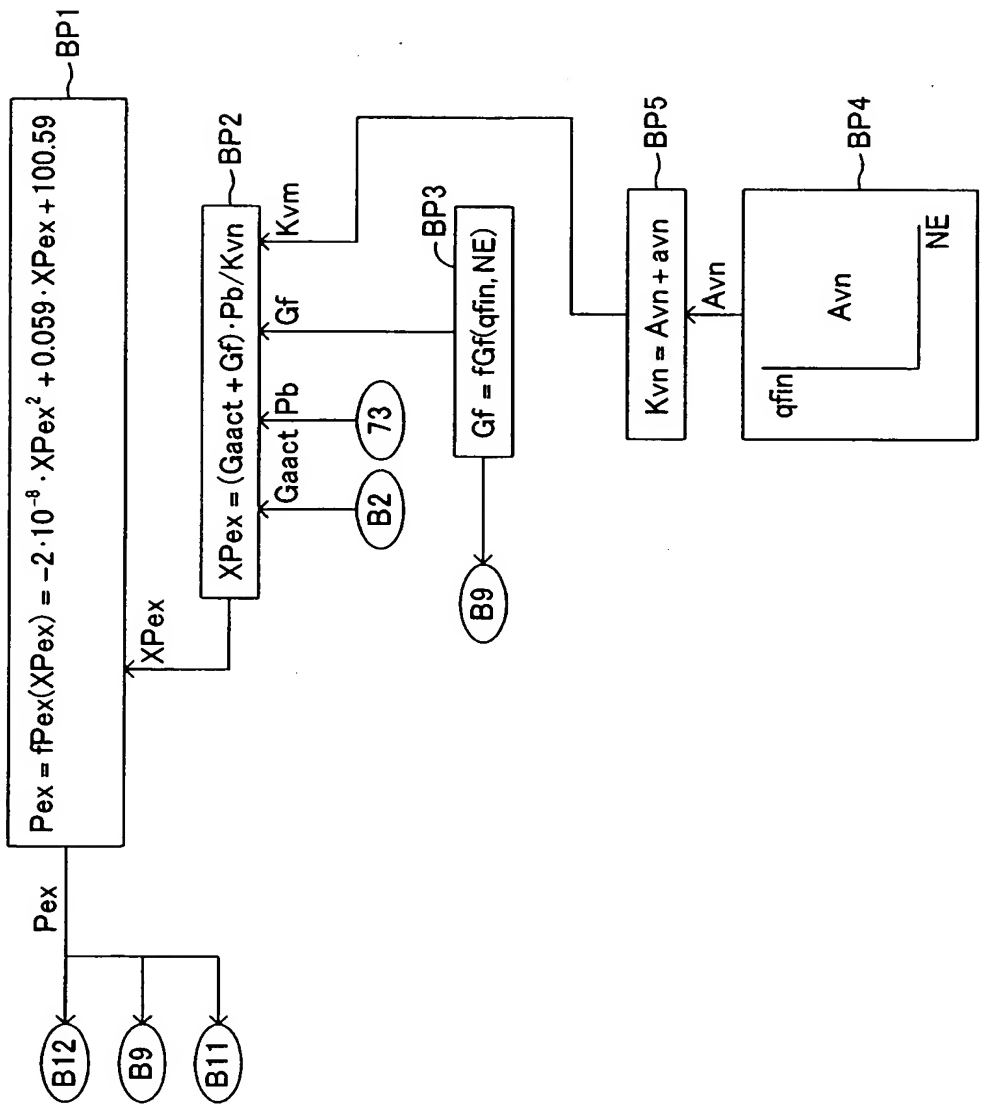 Pex = fPex(XPex) = −2·10⁻⁸·XPex² + 0.059·XPex + 100.59
BP1
Pex
B12
B9
B11
XPex
XPex = (Gaact + Gf)·Pb/Kvn
BP2
Gaact
Pb
Gf
Kvm
B2
73
BP3
Gf = fGf(qfin, NE)
B9
Kvn = Avn + avn
BP5
Avn
qfin
Avn
NE
BP4